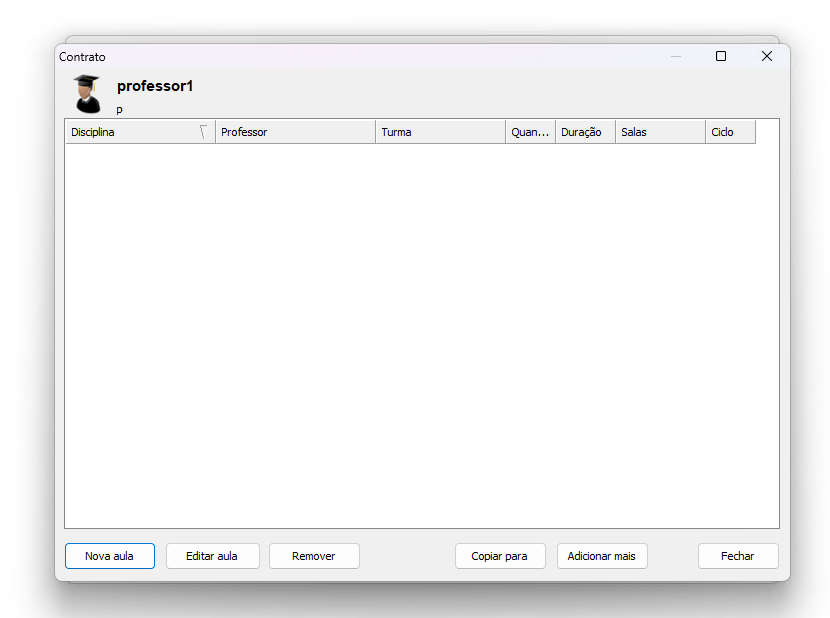 Contrato
professor1
p
Disciplina Professor Turma Quan... Duração Salas Ciclo
Nova aula Editar aula Remover Copiar para Adicionar mais Fechar